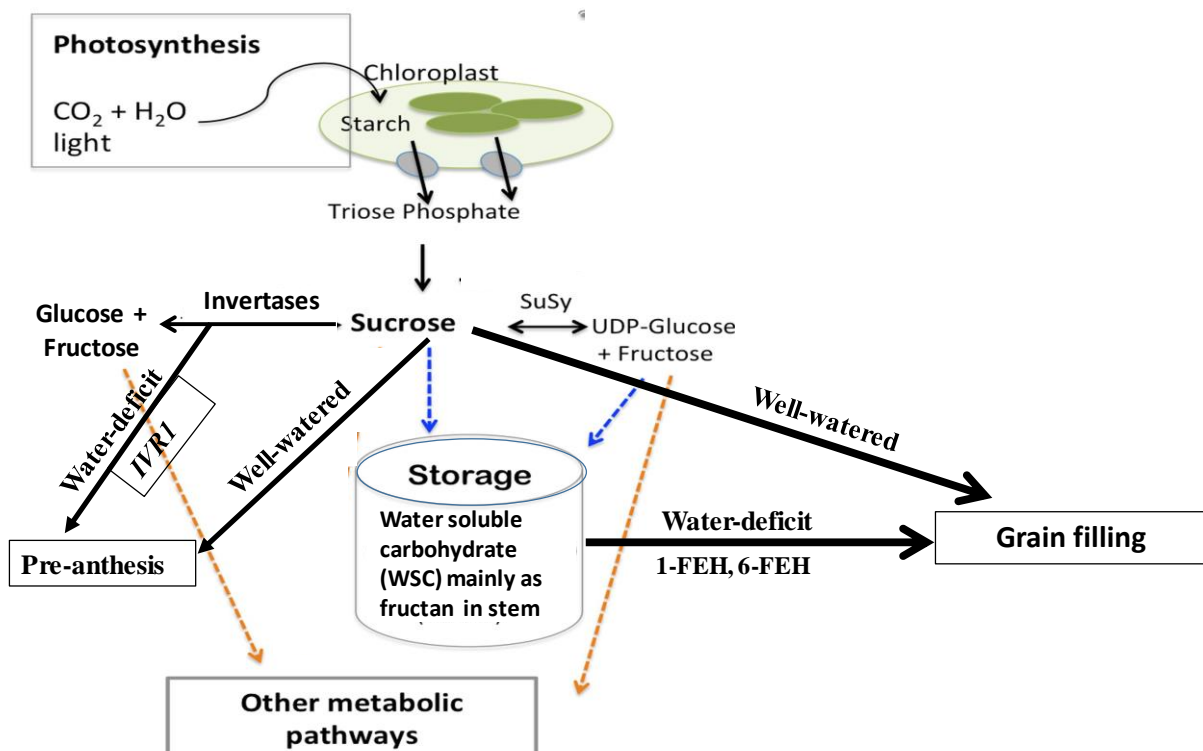 Photosynthesis
CO₂ + H₂O
light
Chloroplast
Starch
Triose Phosphate
Invertases
Glucose +
Fructose
Sucrose
SuSy
UDP-Glucose
+ Fructose
Water-deficit
IVR1
Well-watered
Well-watered
Storage
Water soluble
carbohydrate
(WSC) mainly as
fructan in stem
Water-deficit
1-FEH, 6-FEH
Grain filling
Pre-anthesis
Other metabolic
pathways